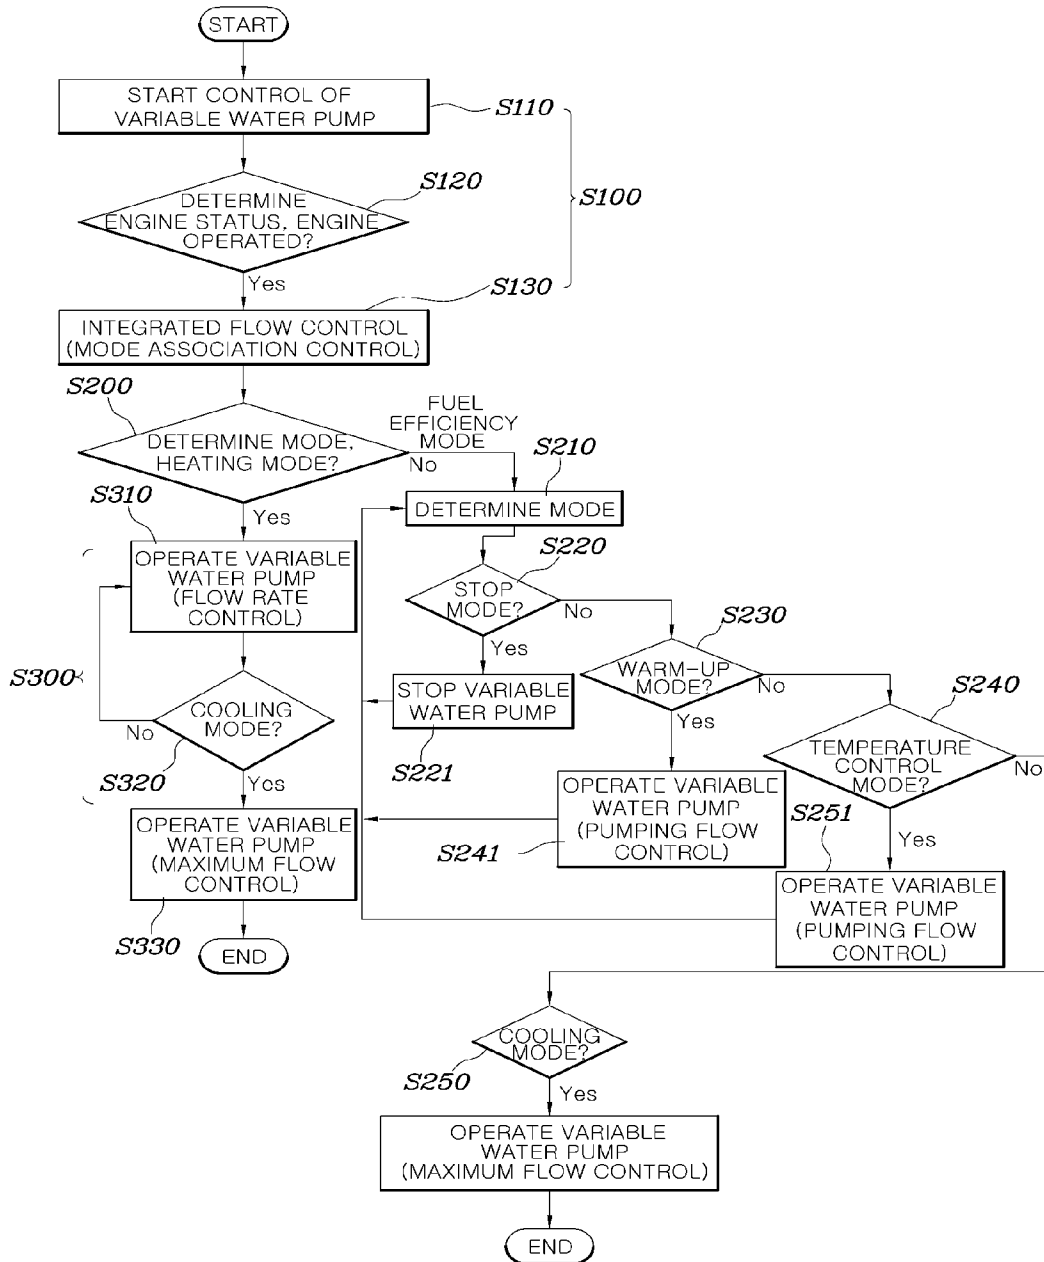 START
START CONTROL OF
VARIABLE WATER PUMP
S110
S120
DETERMINE
ENGINE STATUS, ENGINE
OPERATED?
S100
Yes
S130
INTEGRATED FLOW CONTROL
(MODE ASSOCIATION CONTROL)
S200
DETERMINE MODE,
HEATING MODE?
FUEL
EFFICIENCY
MODE
No
S210
DETERMINE MODE
S310
Yes
OPERATE VARIABLE
WATER PUMP
(FLOW RATE
CONTROL)
S220
STOP
MODE?
No
Yes
S230
WARM-UP
MODE?
No
Yes
S300
COOLING
MODE?
No
S320
Yes
STOP VARIABLE
WATER PUMP
S221
S240
TEMPERATURE
CONTROL
MODE?
No
Yes
OPERATE VARIABLE
WATER PUMP
(PUMPING FLOW
CONTROL)
S241
S251
OPERATE VARIABLE
WATER PUMP
(PUMPING FLOW
CONTROL)
OPERATE VARIABLE
WATER PUMP
(MAXIMUM FLOW
CONTROL)
S330
END
COOLING
MODE?
S250
Yes
OPERATE VARIABLE
WATER PUMP
(MAXIMUM FLOW CONTROL)
END